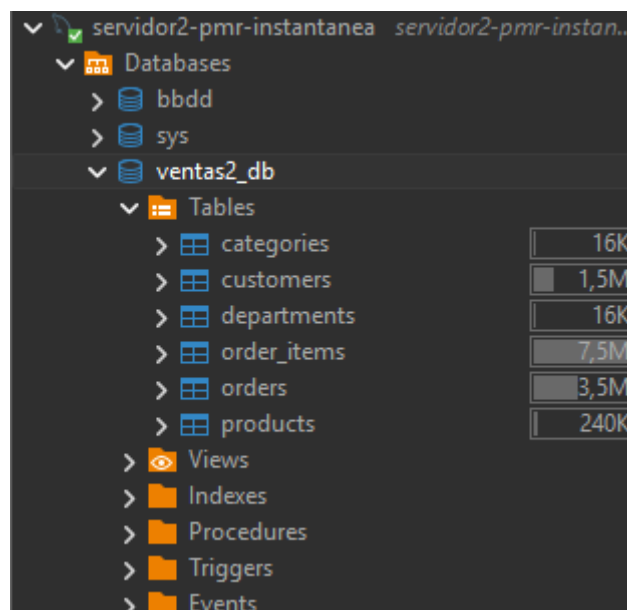 servidor2-pmr-instantanea servidor2-pmr-instan...
Databases
bbdd
sys
ventas2_db
Tables
categories 16K
customers 1,5M
departments 16K
order_items 7,5M
orders 3,5M
products 240K
Views
Indexes
Procedures
Triggers
Events